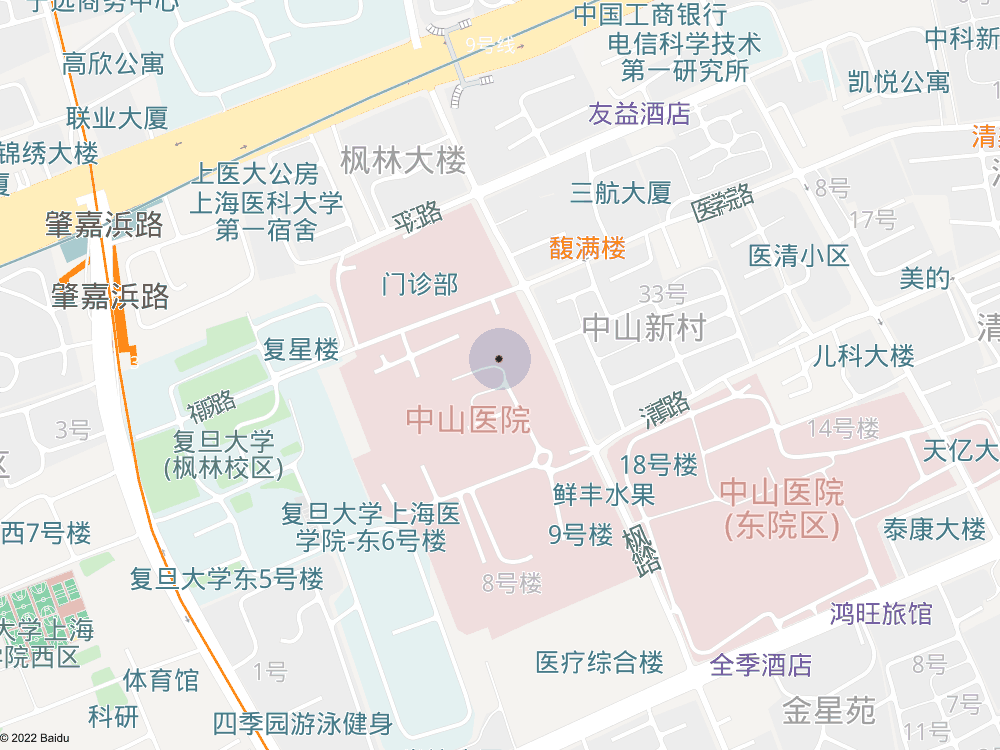 中国工商银行
9号线
电信科学技术
第一研究所
中科新
高欣公寓
凯悦公寓
联业大厦
友益酒店
锦绣大楼
枫林大楼
厦
上医大公房
上海医科大学
第一宿舍
三航大厦
8号
医学院路
肇嘉浜路
平江路
17号
馥满楼
医清小区
门诊部
美的
肇嘉浜路
33号
中山新村
清
复星楼
儿科大楼
福鹅路
清真路
3号
中山医院
14号楼
复旦大学
(枫林校区)
天亿大
区
18号楼
中山医院
(东院区)
鲜丰水果
复旦大学上海医
学院-东6号楼
西7号楼
9号楼
枫林路
泰康大楼
复旦大学东5号楼
8号楼
鸿旺旅馆
大学上海
学院西区
医疗综合楼
全季酒店
8号
1号
体育馆
7号
金星苑
科研
四季园游泳健身
11号
© 2022 Baidu